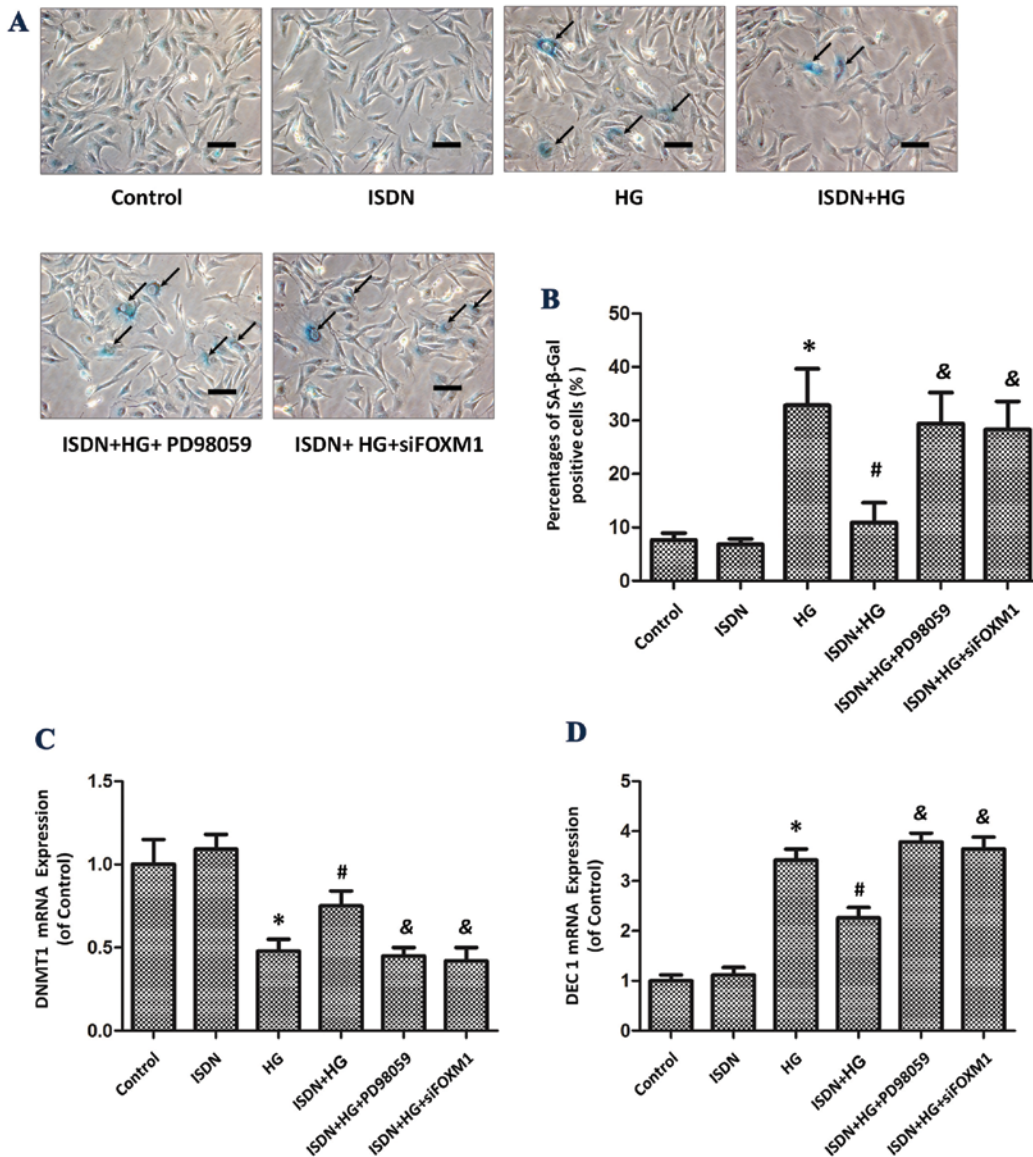 A
Control
ISDN
HG
ISDN+HG
ISDN+HG+ PD98059
ISDN+ HG+siFOXM1
B
Percentages of SA-β-Gal
positive cells (% )
50
40
30
20
10
0
*
#
&
&
Control
ISDN
HG
ISDN+HG
ISDN+HG+PD98059
ISDN+HG+siFOXM1
C
DNMT1 mRNA Expression
(of Control)
1.5
1.0
0.5
0.0
*
#
&
&
Control
ISDN
HG
ISDN+HG
ISDN+HG+PD98059
ISDN+HG+siFOXM1
D
DEC 1 mRNA Expression
(of Control)
5
4
3
2
1
0
*
#
&
&
Control
ISDN
HG
ISDN+HG
ISDN+HG+PD98059
ISDN+HG+siFOXM1